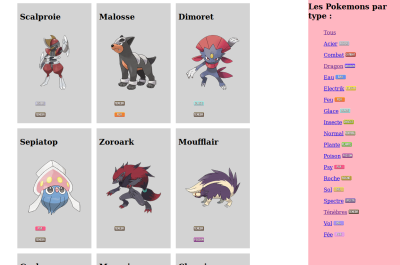 Scalproie
Malosse
Dimoret
Sepiatop
Zoroark
Moufflair
Les Pokemons par
type :
Tous
Acier
Combat
Dragon
Eau
Electrik
Feu
Glace
Insecte
Normal
Plante
Poison
Psy
Roche
Sol
Spectre
Ténèbres
Vol
Fée